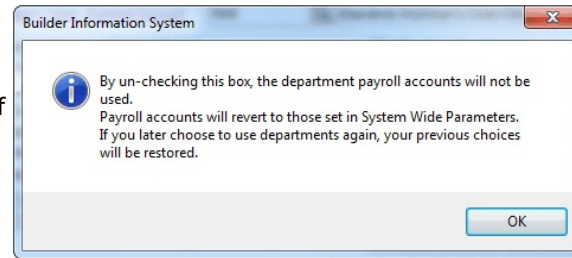 Builder Information System
By un-checking this box, the department payroll accounts will not be
used.
Payroll accounts will revert to those set in System Wide Parameters.
If you later choose to use departments again, your previous choices
will be restored.
OK